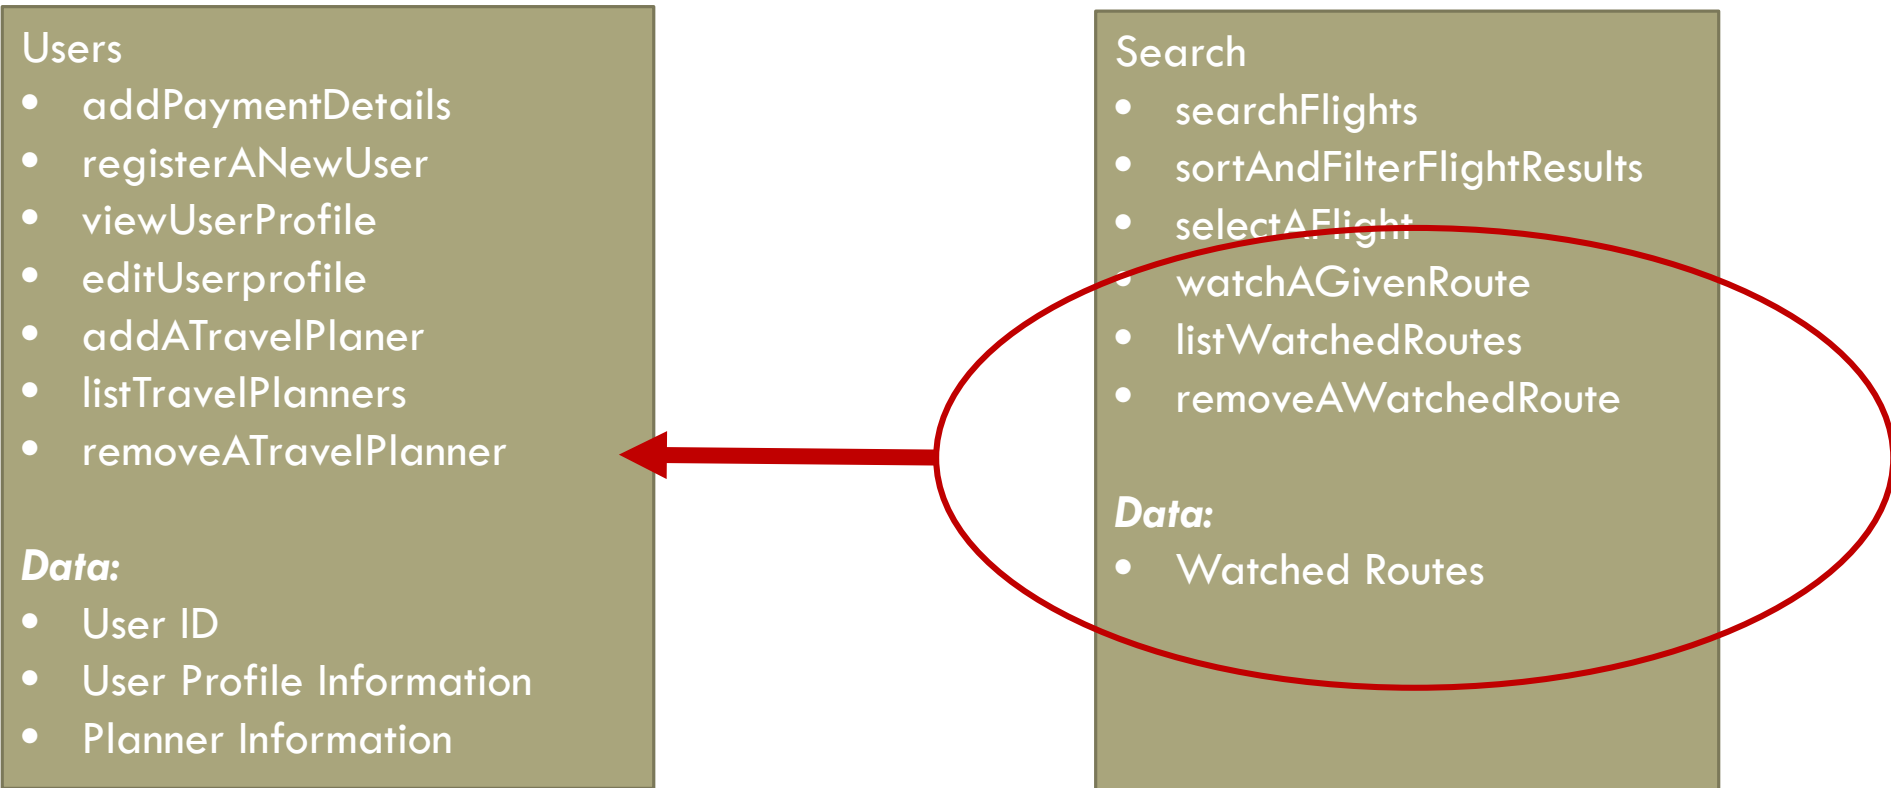 Users
• addPaymentDetails
• registerANewUser
• viewUserProfile
• editUserprofile
• addATravelPlaner
• listTravelPlanners
• removeATravelPlanner
Data:
• User ID
• User Profile Information
• Planner Information
Search
• searchFlights
• sortAndFilterFlightResults
• selectAFlight
• watchAGivenRoute
• listWatchedRoutes
• removeAWatchedRoute
Data:
• Watched Routes